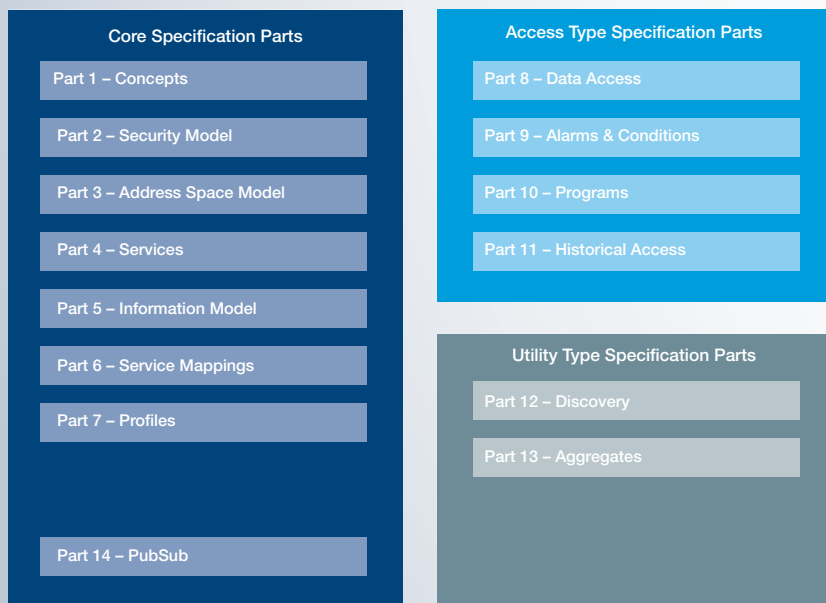 Core Specification Parts
Part 1 – Concepts
Part 2 – Security Model
Part 3 – Address Space Model
Part 4 – Services
Part 5 – Information Model
Part 6 – Service Mappings
Part 7 – Profiles
Part 14 – PubSub
Access Type Specification Parts
Part 8 – Data Access
Part 9 – Alarms & Conditions
Part 10 – Programs
Part 11 – Historical Access
Utility Type Specification Parts
Part 12 – Discovery
Part 13 – Aggregates